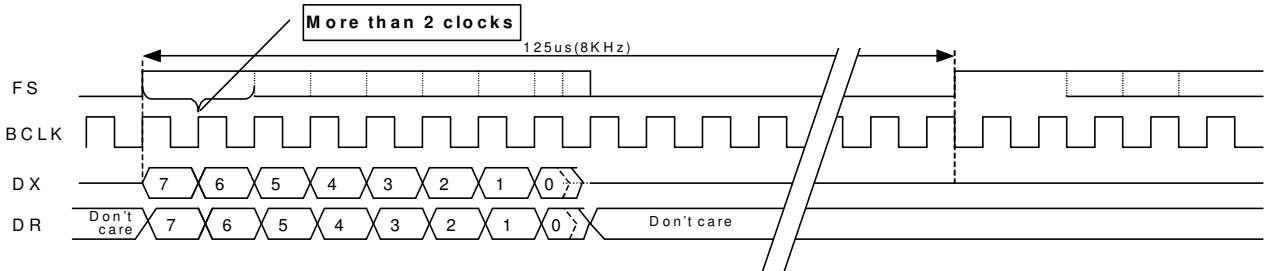 More than 2 clocks
125us(8KHz)
FS
BCLK
DX
7 6 5 4 3 2 1 0
DR
Don't
care
7 6 5 4 3 2 1 0
Don't care